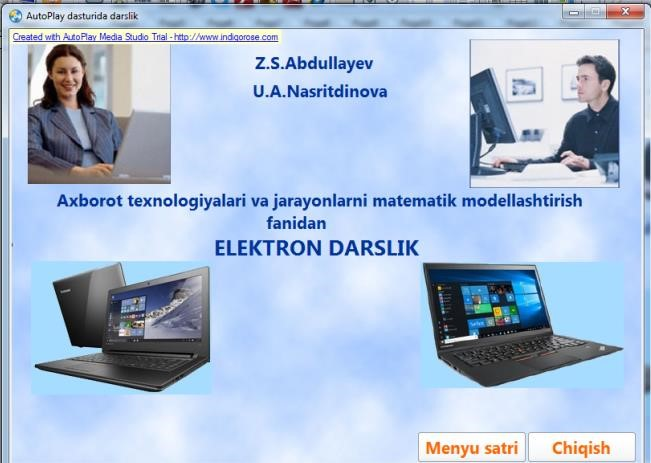 AutoPlay dasturida darslik
Created with AutoPlay Media Studio Trial - http://www.indigorose.com
Z.S.Abdullayev
U.A.Nasritdinova
Axborot texnologiyalari va jarayonlarni matematik modellashtirish
fanidan
ELEKTRON DARSLIK
Menyu satri
Chiqish